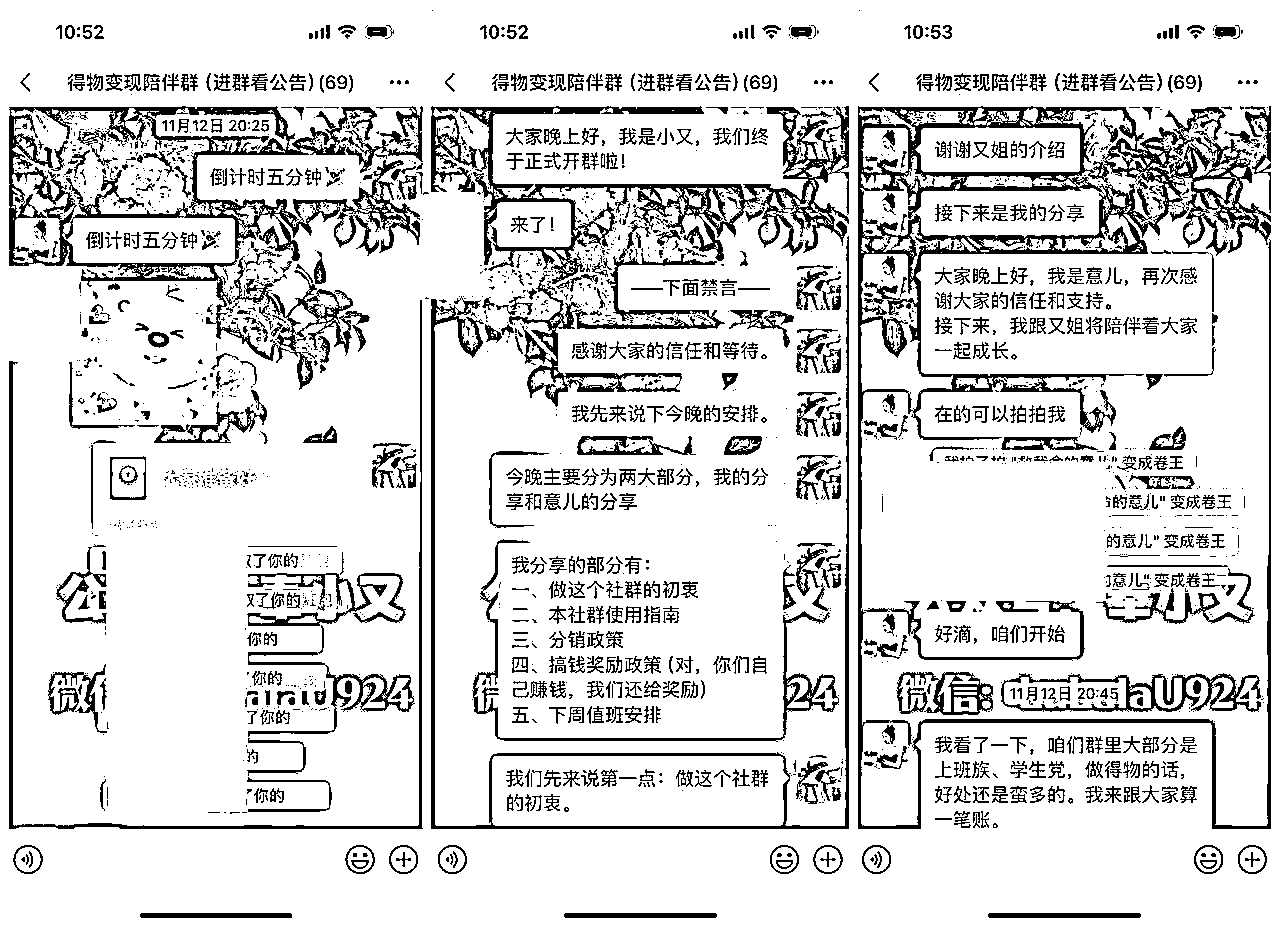 10:52
得物变现陪伴群（进群看公告）(69)
11月12日 20:25
倒计时五分钟
倒计时五分钟
了你的
了你的
你的
你的
了你的
的
了你的
小又
924
10:52
得物变现陪伴群（进群看公告）(69)
大家晚上好，我是小又，我们终
于正式开群啦！
来了！
——下面禁言——
感谢大家的信任和等待。
我先来说下今晚的安排。
今晚主要分为两大部分，我的分
享和意儿的分享
我分享的部分有：
一、做这个社群的初衷
二、本社群使用指南
三、分销政策
四、搞钱奖励政策（对，你们自
己赚钱，我们还给奖励）
五、下周值班安排
我们先来说第一点：做这个社群
的初衷。
24
10:53
得物变现陪伴群（进群看公告）(69)
谢谢又姐的介绍
接下来是我的分享
大家晚上好，我是意儿，再次感
谢大家的信任和支持。
接下来，我跟又姐将陪伴着大家
一起成长。
在的可以拍拍我
的意儿" 变成卷王
的意儿" 变成卷王
的意儿" 变成卷王
意儿" 变成卷王
好滴，咱们开始
微信:
laU924
11月12日 20:45
我看了一下，咱们群里大部分是
上班族、学生党，做得物的话，
好处还是蛮多的。我来跟大家算
一笔账。